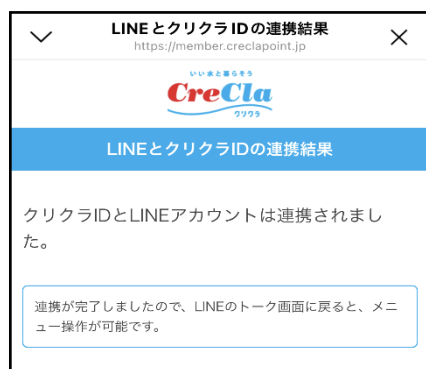 LINEとクリクラIDの連携結果
https://member.creclapoint.jp
いい水と暮らそう
CreCla
クリクラ
LINEとクリクラIDの連携結果
クリクラIDとLINEアカウントは連携されまし
た。
連携が完了しましたので、LINEのトーク画面に戻ると、メニ
ュー操作が可能です。